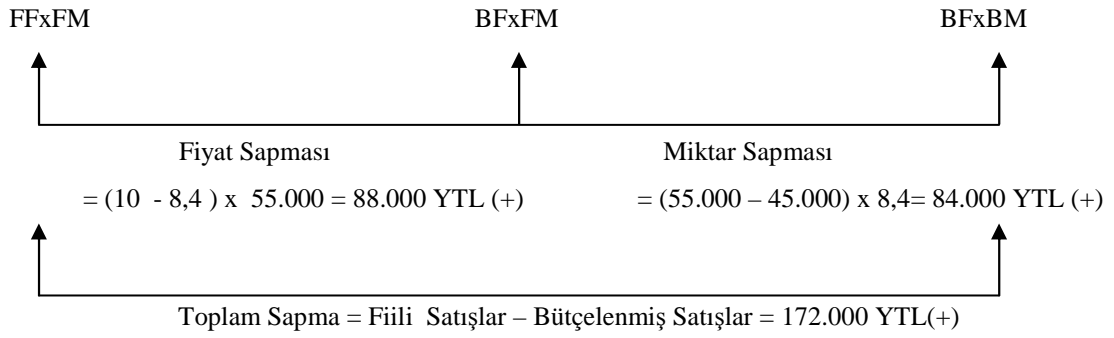 FFxFM BFxFM BFxBM
Fiyat Sapması Miktar Sapması
= (10 - 8,4 ) x 55.000 = 88.000 YTL (+) = (55.000 – 45.000) x 8,4= 84.000 YTL (+)
Toplam Sapma = Fiili Satışlar – Bütçelenmiş Satışlar = 172.000 YTL(+)